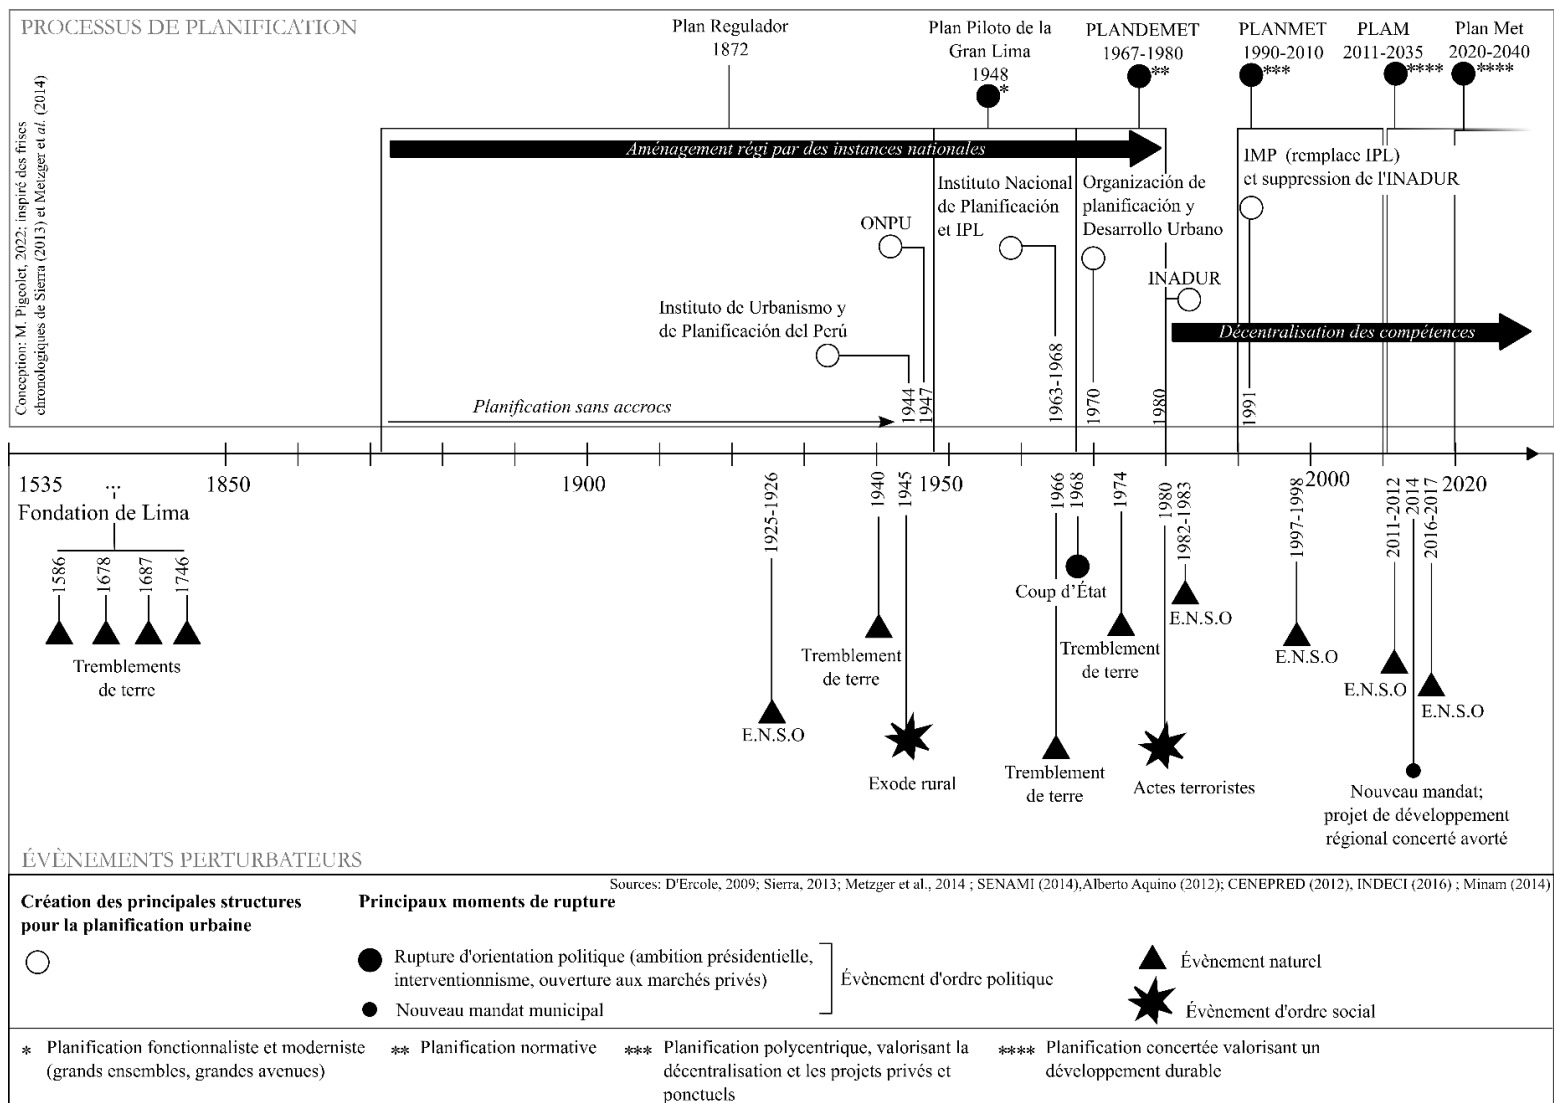 PROCESSUS DE PLANIFICATION
Plan Regulador
1872
Plan Piloto de la
Gran Lima
1948
*
PLANDEMET
1967-1980
**
PLANMET
1990-2010
***
PLAM
2011-2035
****
Plan Met
2020-2040
****
Conception: M. Pigeolet, 2022; inspiré des frises
chronologiques de Sierra (2013) et Metzger et al. (2014)
Aménagement régi par des instances nationales
IMP (remplace IPL)
et suppression de l'INADUR
Instituto Nacional
de Planificación
et IPL
Organización de
planificación y
Desarrollo Urbano
ONPU
INADUR
Instituto de Urbanismo y
de Planificación del Perú
Décentralisation des compétences
Planification sans accrocs
1944
1947
1963-1968
1970
1980
1991
1535
...
1850
1900
1950
2000
2020
Fondation de Lima
1586
1678
1687
1746
Tremblements
de terre
1925-1926
E.N.S.O
1940
Tremblement
de terre
1945
Exode rural
1966
Tremblement
de terre
1968
Coup d'État
1974
Tremblement
de terre
1980
Actes terroristes
1982-1983
E.N.S.O
1997-1998
E.N.S.O
2011-2012
E.N.S.O
2014
Nouveau mandat;
projet de développement
régional concerté avorté
2016-2017
E.N.S.O
ÉVÈNEMENTS PERTURBATEURS
Sources: D'Ercole, 2009; Sierra, 2013; Metzger et al., 2014 ; SENAMI (2014),Alberto Aquino (2012); CENEPRED (2012), INDECI (2016) ; Minam (2014)
Création des principales structures
pour la planification urbaine
Principaux moments de rupture
Rupture d'orientation politique (ambition présidentielle,
interventionnisme, ouverture aux marchés privés)
Nouveau mandat municipal
Évènement d'ordre politique
Évènement naturel
Évènement d'ordre social
* Planification fonctionnaliste et moderniste
(grands ensembles, grandes avenues)
** Planification normative
*** Planification polycentrique, valorisant la
décentralisation et les projets privés et
ponctuels
**** Planification concertée valorisant un
développement durable